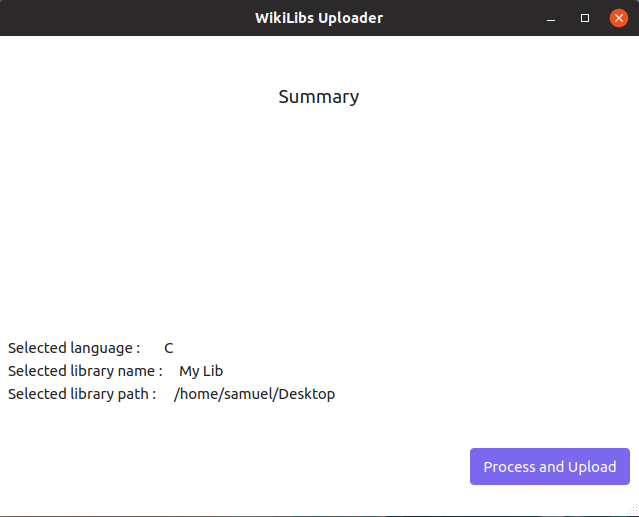 WikiLibs Uploader
Summary
Selected language : C
Selected library name : My Lib
Selected library path : /home/samuel/Desktop
Process and Upload